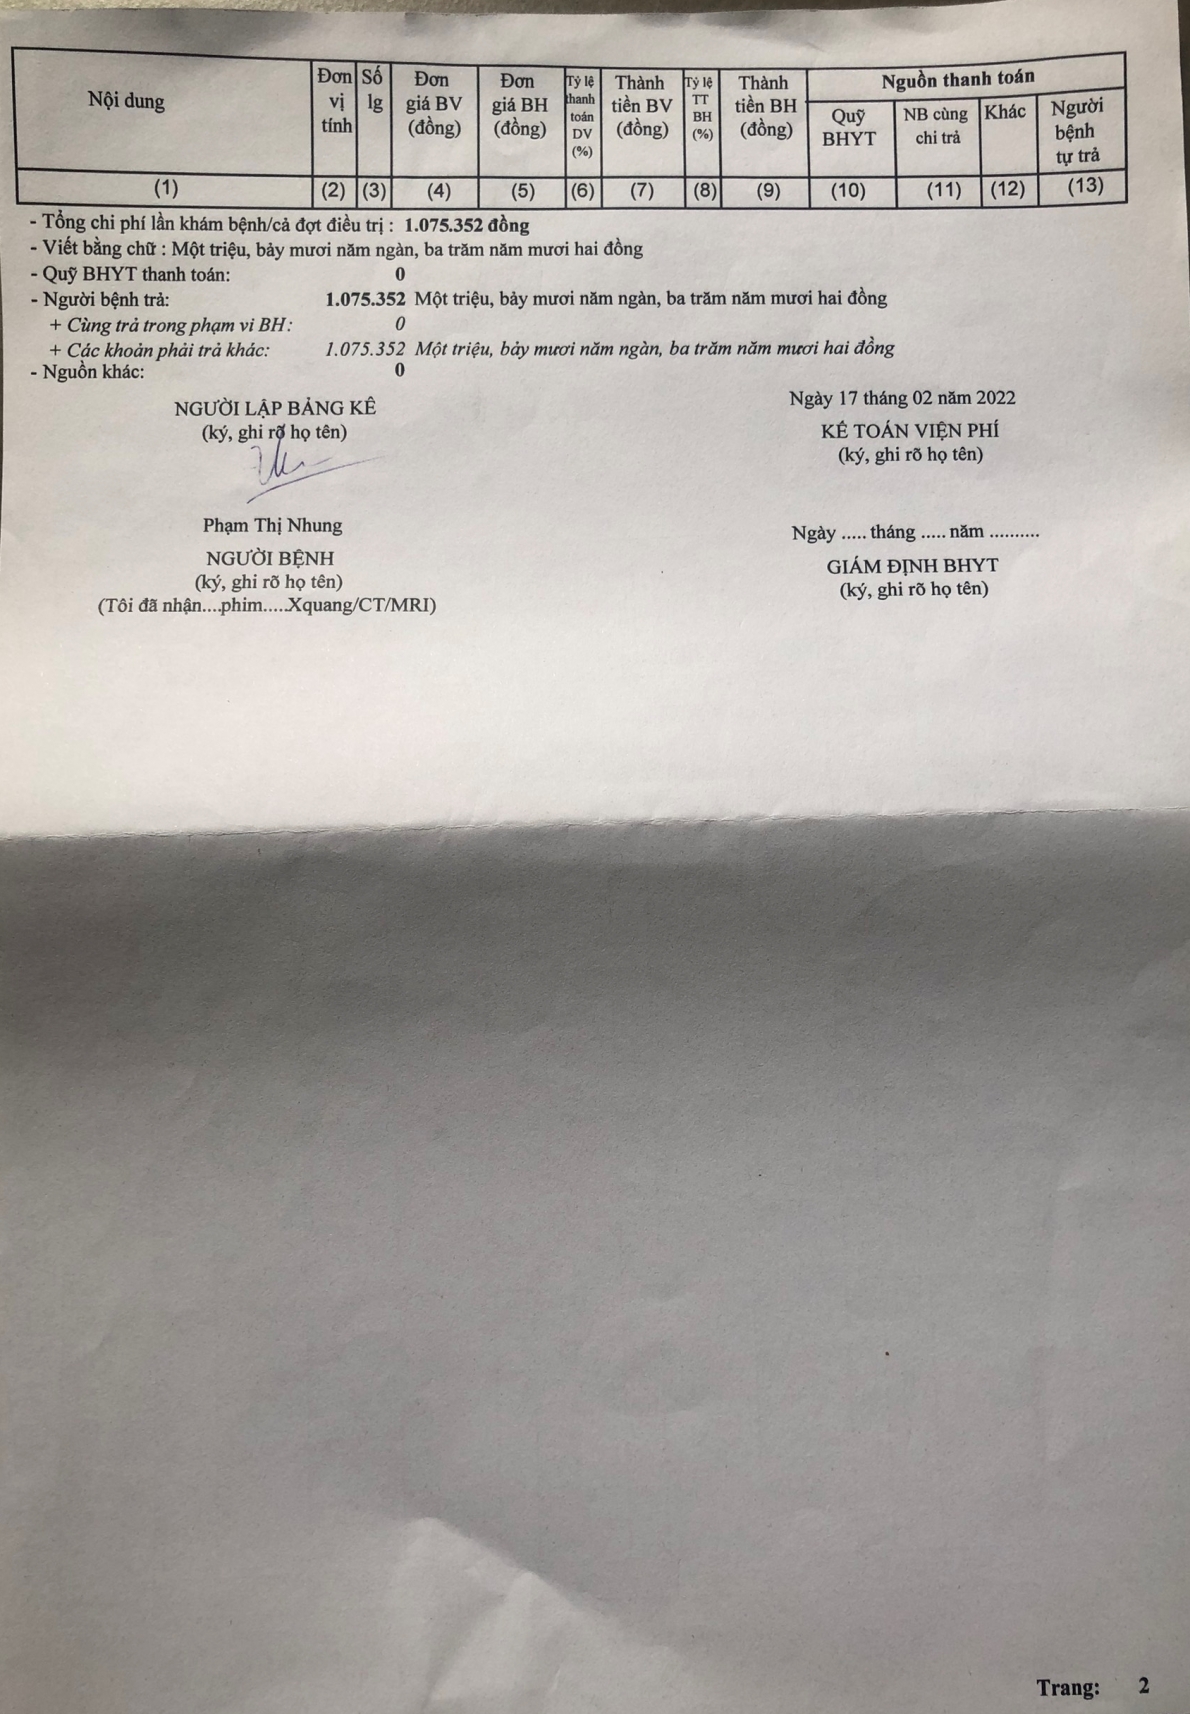 Nội dung | Đơn vị tính | Số lg | Đơn giá BV (đồng) | Đơn giá BH (đồng) | Tỷ lệ thanh toán DV (%) | Thành tiền BV (đồng) | Tỷ lệ TT BH (%) | Thành tiền BH (đồng) | Nguồn thanh toán
Quỹ BHYT | NB cùng chi trả | Khác | Người bệnh tự trả
(1) | (2) | (3) | (4) | (5) | (6) | (7) | (8) | (9) | (10) | (11) | (12) | (13)
- Tổng chi phí lần khám bệnh/cả đợt điều trị : 1.075.352 đồng
- Viết bằng chữ : Một triệu, bảy mươi năm ngàn, ba trăm năm mươi hai đồng
- Quỹ BHYT thanh toán: 0
- Người bệnh trả: 1.075.352 Một triệu, bảy mươi năm ngàn, ba trăm năm mươi hai đồng
+ Cùng trả trong phạm vi BH: 0
+ Các khoản phải trả khác: 1.075.352 Một triệu, bảy mươi năm ngàn, ba trăm năm mươi hai đồng
- Nguồn khác: 0
NGƯỜI LẬP BẢNG KÊ
(ký, ghi rõ họ tên)
Phạm Thị Nhung
NGƯỜI BỆNH
(ký, ghi rõ họ tên)
(Tôi đã nhận....phim.....Xquang/CT/MRI)
Ngày 17 tháng 02 năm 2022
KẾ TOÁN VIỆN PHÍ
(ký, ghi rõ họ tên)
Ngày ..... tháng ..... năm ..........
GIÁM ĐỊNH BHYT
(ký, ghi rõ họ tên)
Trang: 2